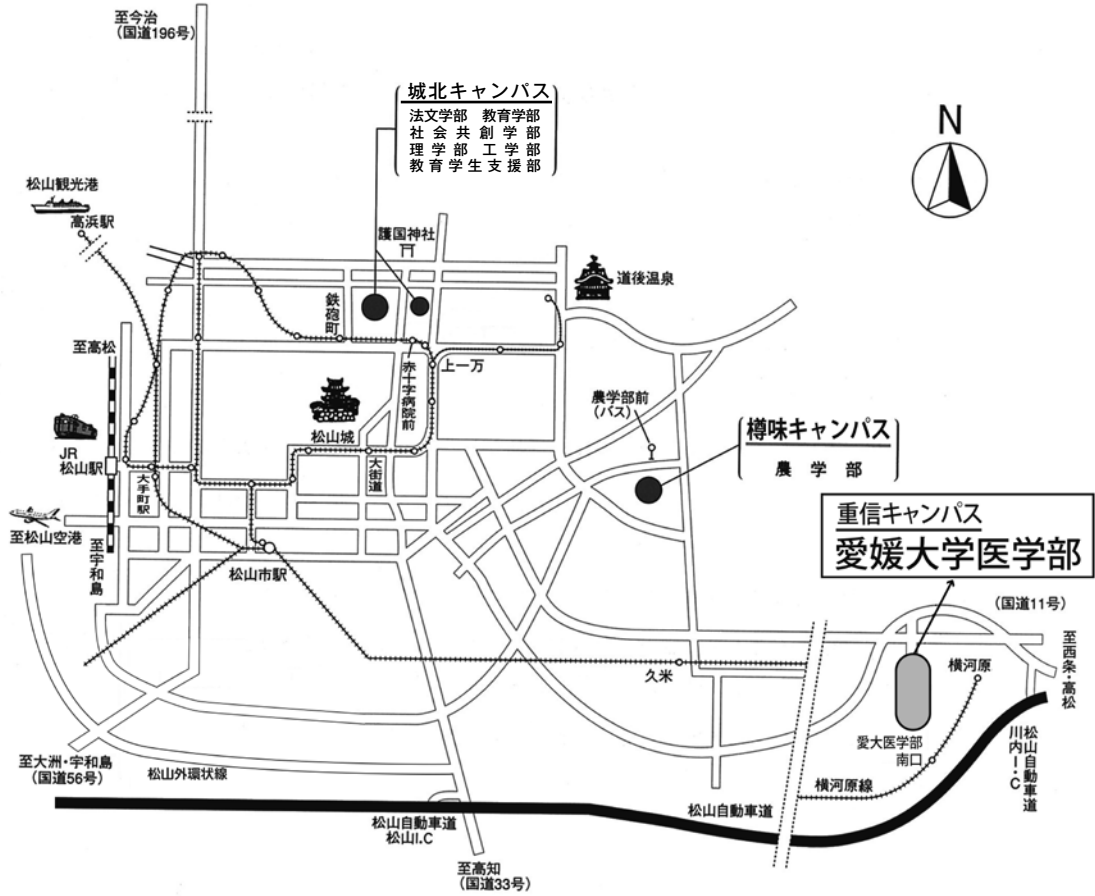 至今治
(国道196号)
城北キャンパス
法文学部 教育学部
社会共創学部
理学部 工学部
教育学生支援部
N
松山観光港
高浜駅
護国神社
道後温泉
鉄砲町
至高松
上一万
赤十字病院前
農学部前
(バス)
松山城
樽味キャンパス
農学部
JR
松山駅
大街道
大手町駅
重信キャンパス
愛媛大学医学部
至松山空港
至宇和島
松山市駅
(国道11号)
至西条・高松
久米
横河原
愛大医学部
南口
至大洲・宇和島
(国道56号)
松山外環状線
横河原線
松山自動車道
川内I・C
松山自動車道
松山自動車道
松山I.C
至高知
(国道33号)